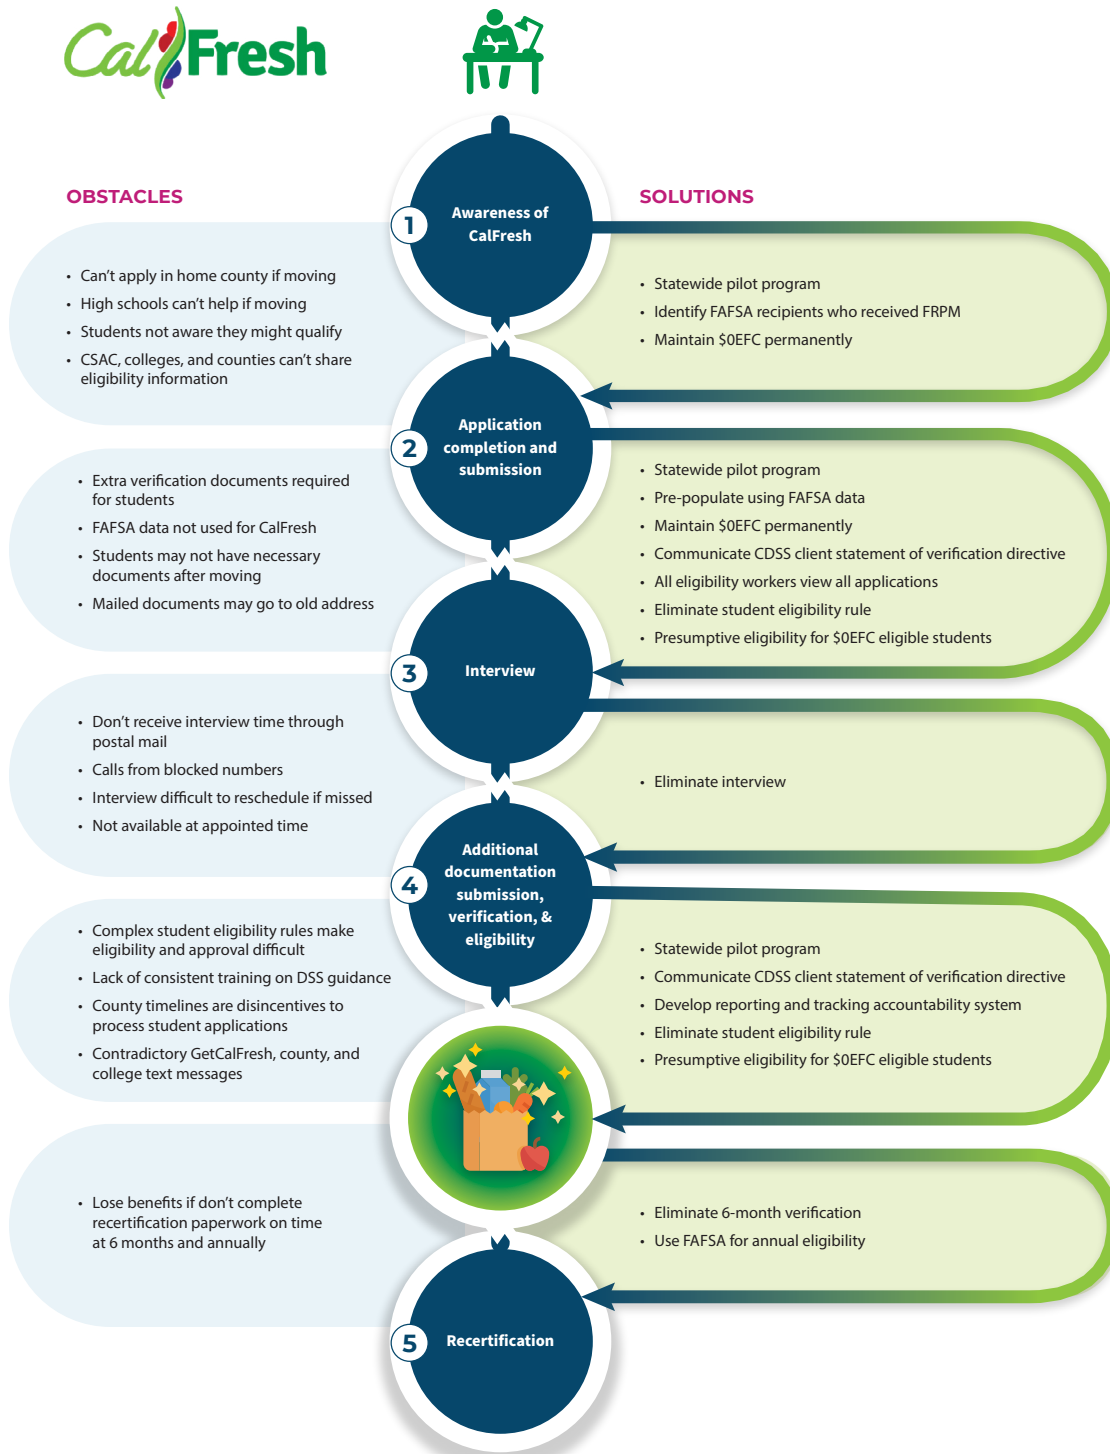 CalFresh
OBSTACLES
SOLUTIONS
1
Awareness of
CalFresh
• Can’t apply in home county if moving
• High schools can’t help if moving
• Students not aware they might qualify
• CSAC, colleges, and counties can’t share
eligibility information
• Statewide pilot program
• Identify FAFSA recipients who received FRPM
• Maintain $0EFC permanently
2
Application
completion and
submission
• Extra verification documents required
for students
• FAFSA data not used for CalFresh
• Students may not have necessary
documents after moving
• Mailed documents may go to old address
• Statewide pilot program
• Pre-populate using FAFSA data
• Maintain $0EFC permanently
• Communicate CDSS client statement of verification directive
• All eligibility workers view all applications
• Eliminate student eligibility rule
• Presumptive eligibility for $0EFC eligible students
3
Interview
• Don’t receive interview time through
postal mail
• Calls from blocked numbers
• Interview difficult to reschedule if missed
• Not available at appointed time
• Eliminate interview
4
Additional
documentation
submission,
verification, &
eligibility
• Complex student eligibility rules make
eligibility and approval difficult
• Lack of consistent training on DSS guidance
• County timelines are disincentives to
process student applications
• Contradictory GetCalFresh, county, and
college text messages
• Statewide pilot program
• Communicate CDSS client statement of verification directive
• Develop reporting and tracking accountability system
• Eliminate student eligibility rule
• Presumptive eligibility for $0EFC eligible students
• Lose benefits if don’t complete
recertification paperwork on time
at 6 months and annually
• Eliminate 6-month verification
• Use FAFSA for annual eligibility
5
Recertification